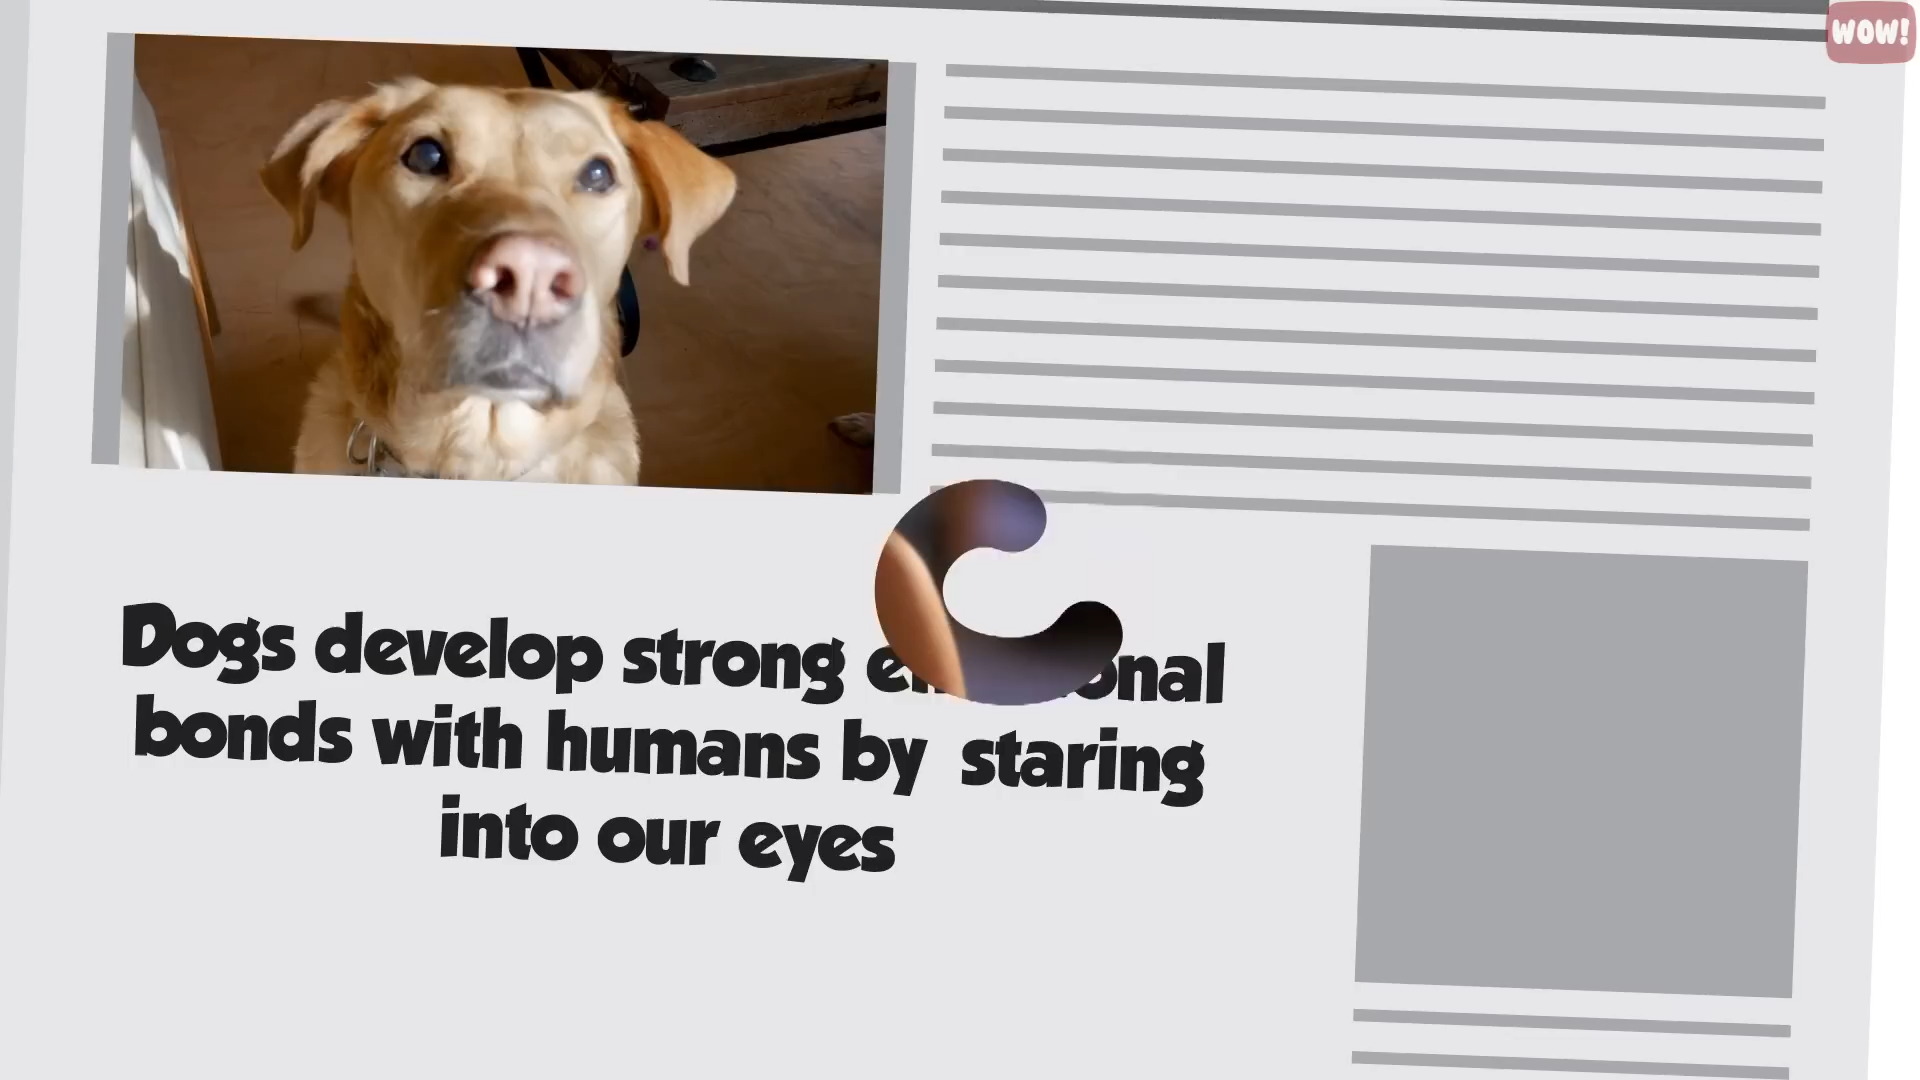 WOW!
Dogs develop strong
bonds with humans by staring
into our eyes